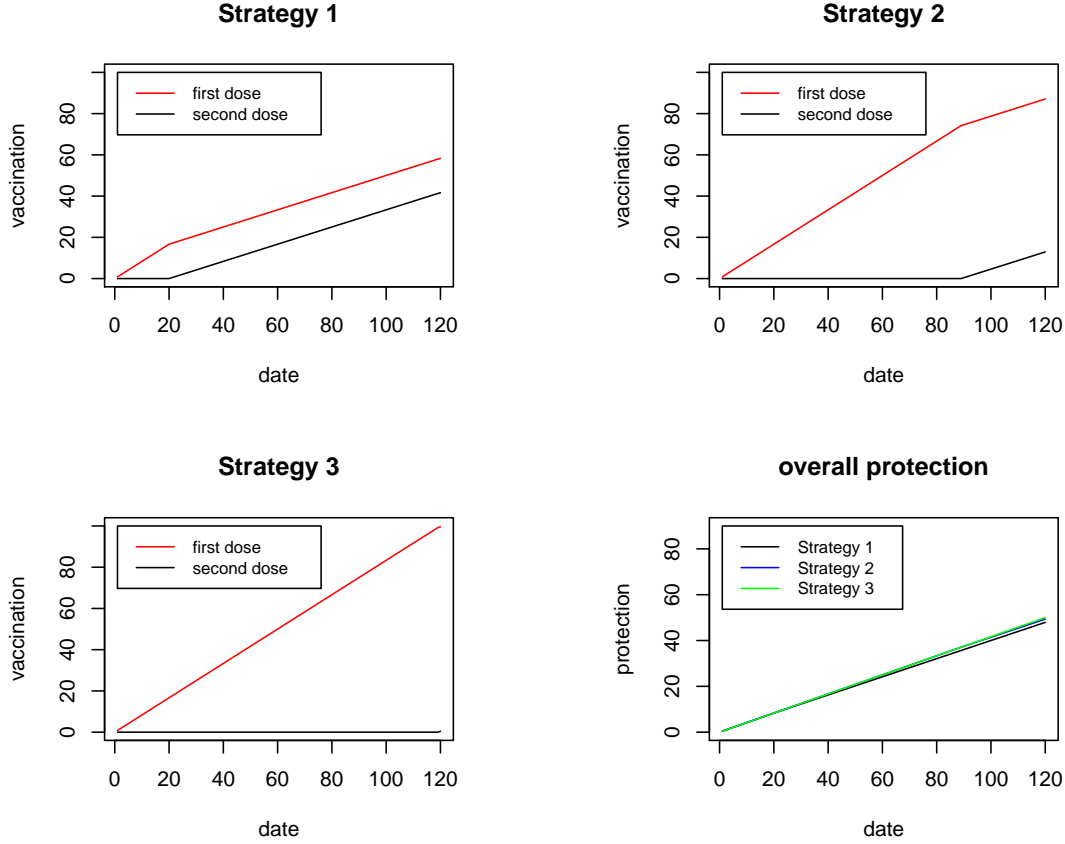 Strategy 1
first dose
second dose
vaccination
0 20 40 60 80
0 20 40 60 80 100 120
date
Strategy 2
first dose
second dose
vaccination
0 20 40 60 80
0 20 40 60 80 100 120
date
Strategy 3
first dose
second dose
vaccination
0 20 40 60 80
0 20 40 60 80 100 120
date
overall protection
Strategy 1
Strategy 2
Strategy 3
protection
0 20 40 60 80
0 20 40 60 80 100 120
date